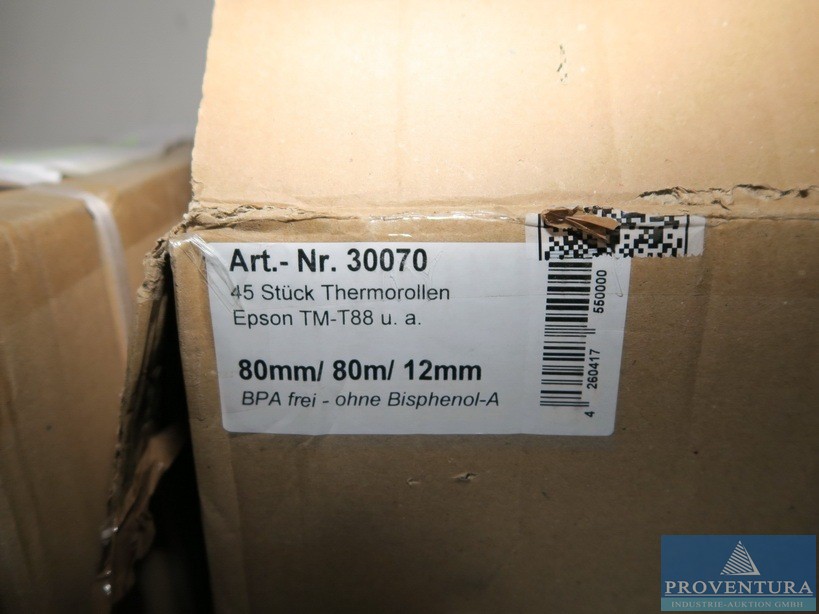 Art.- Nr. 30070
45 Stück Thermorollen
Epson TM-T88 u. a.
80mm/ 80m/ 12mm
BPA frei - ohne Bisphenol-A
4 260417 550000
PROVENTURA
INDUSTRIE-AUKTION GMBH